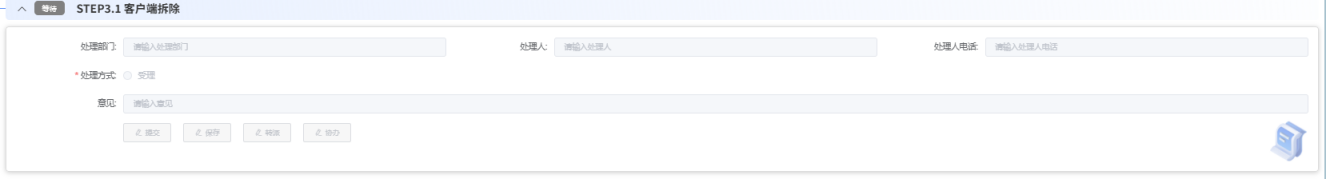 等待 STEP3.1 客户端拆除
处理部门: 请输入处理部门 处理人: 请输入处理人 处理人电话: 请输入处理人电话
* 处理方式: 受理
意见: 请输入意见
提交 保存 转派 协办